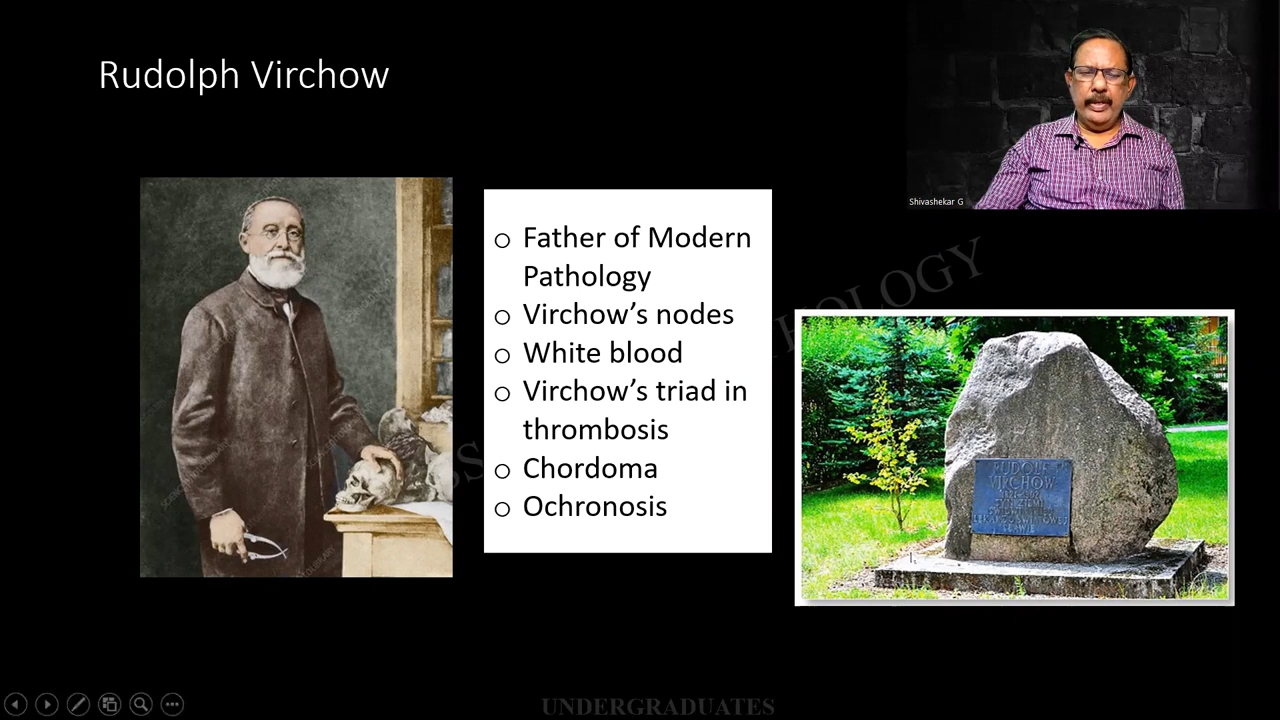 Rudolph Virchow
Shivashekar G
○ Father of Modern
Pathology
○ Virchow’s nodes
○ White blood
○ Virchow’s triad in
thrombosis
○ Chordoma
○ Ochronosis
RUDOLF
VIRCHOW
UNDERGRADUATES